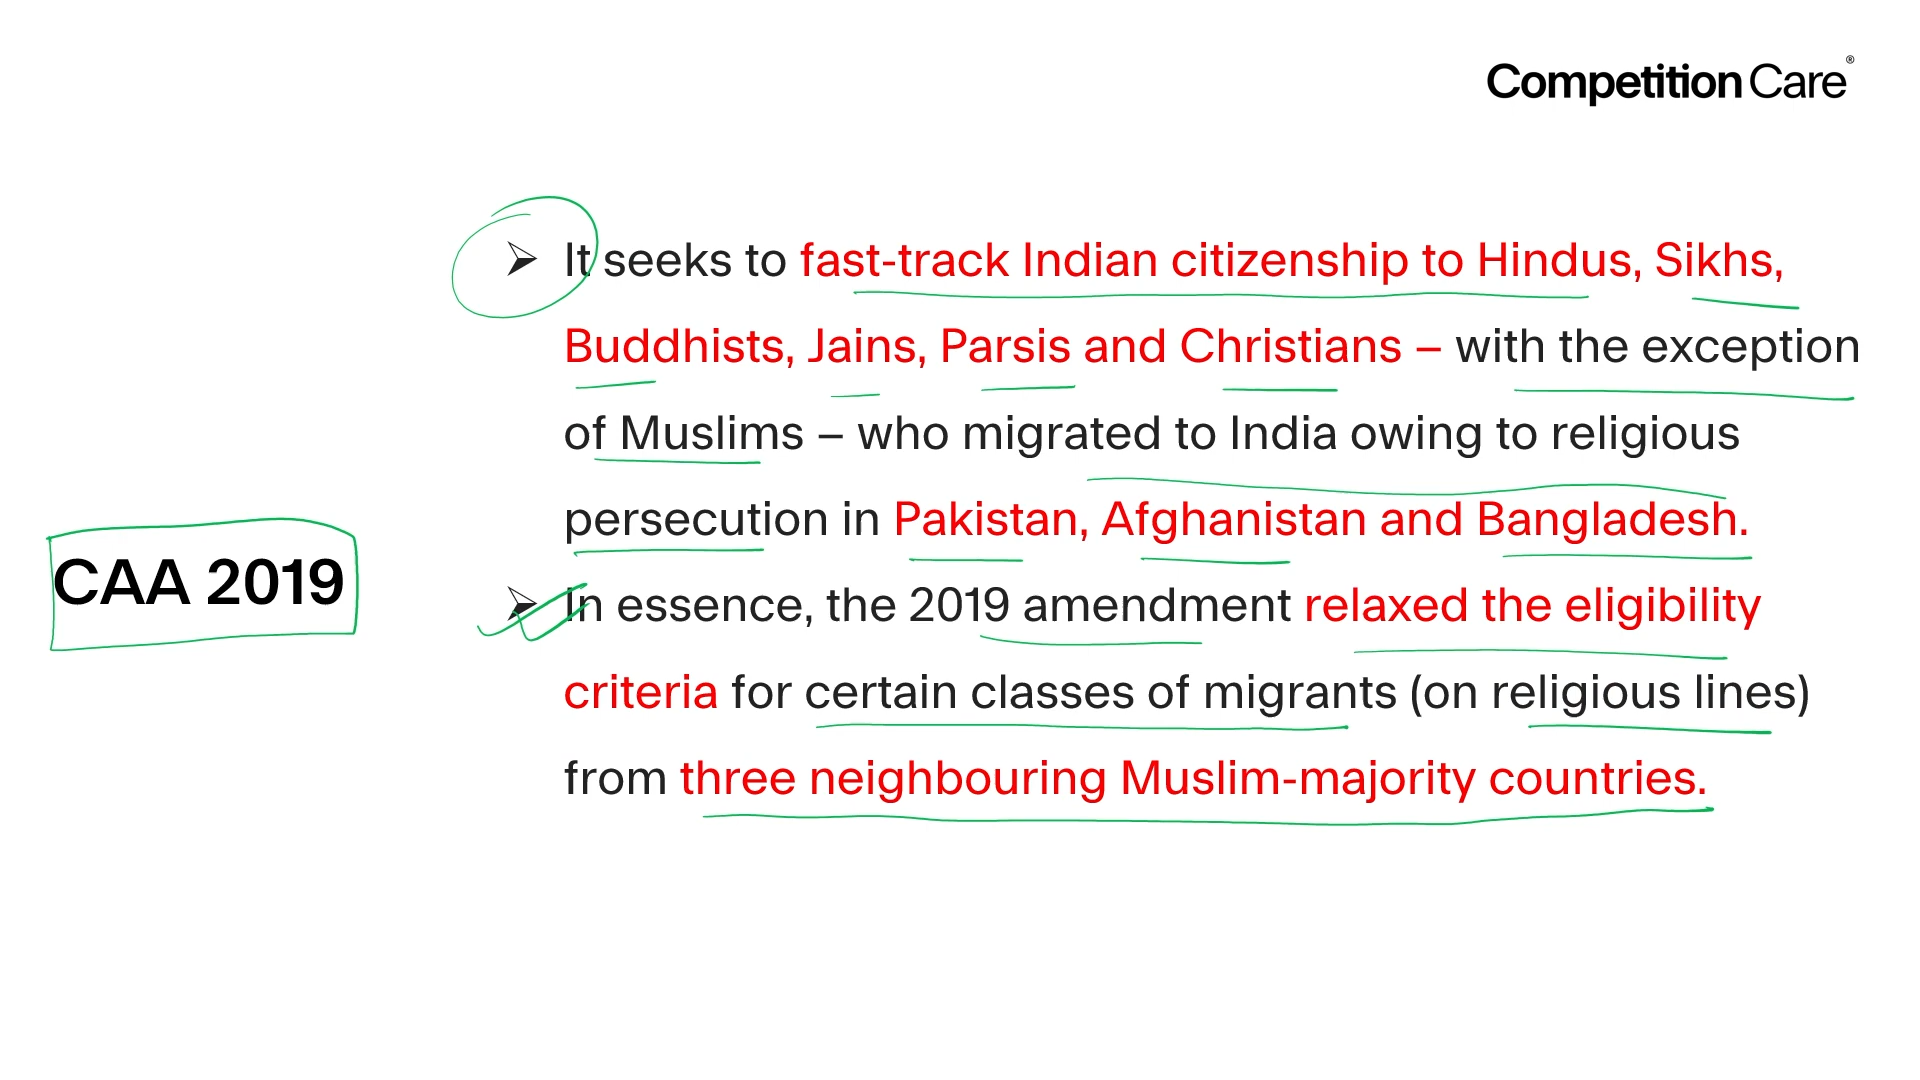 Competition Care®
➢ It seeks to fast-track Indian citizenship to Hindus, Sikhs,
Buddhists, Jains, Parsis and Christians – with the exception
of Muslims – who migrated to India owing to religious
persecution in Pakistan, Afghanistan and Bangladesh.
CAA 2019
➢ In essence, the 2019 amendment relaxed the eligibility
criteria for certain classes of migrants (on religious lines)
from three neighbouring Muslim-majority countries.